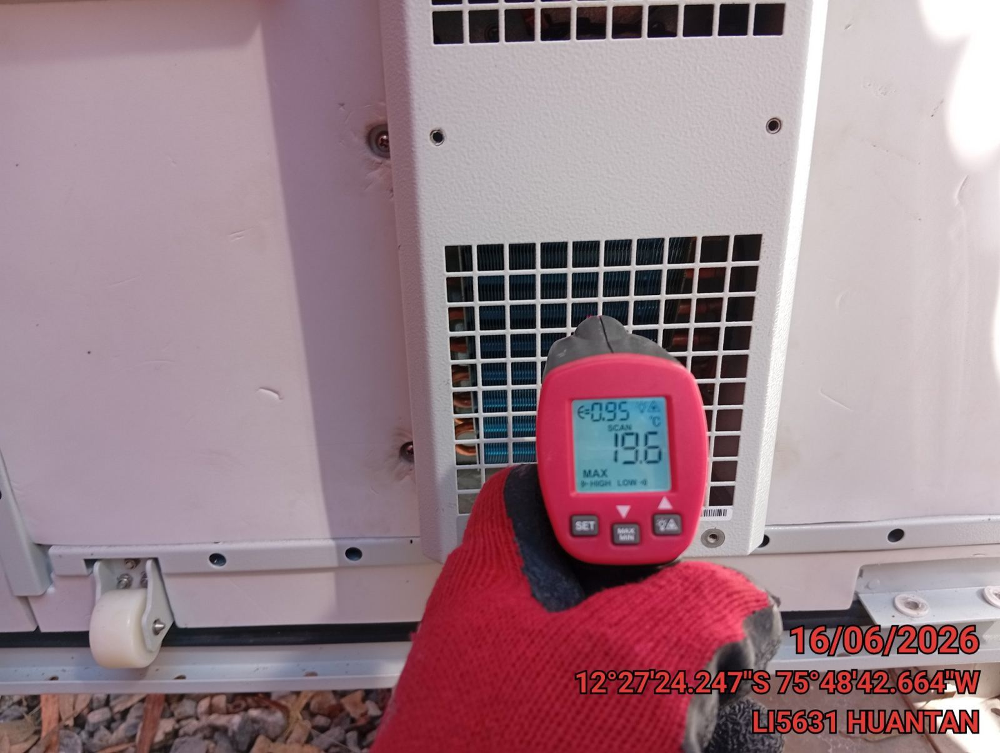 ϵ=0.95
°C
SCAN
19.6
MAX
HIGH LOW
SET
MAX
MIN
16/06/2026
12°27'24.247"S 75°48'42.664"W
LI5631 HUANTAN